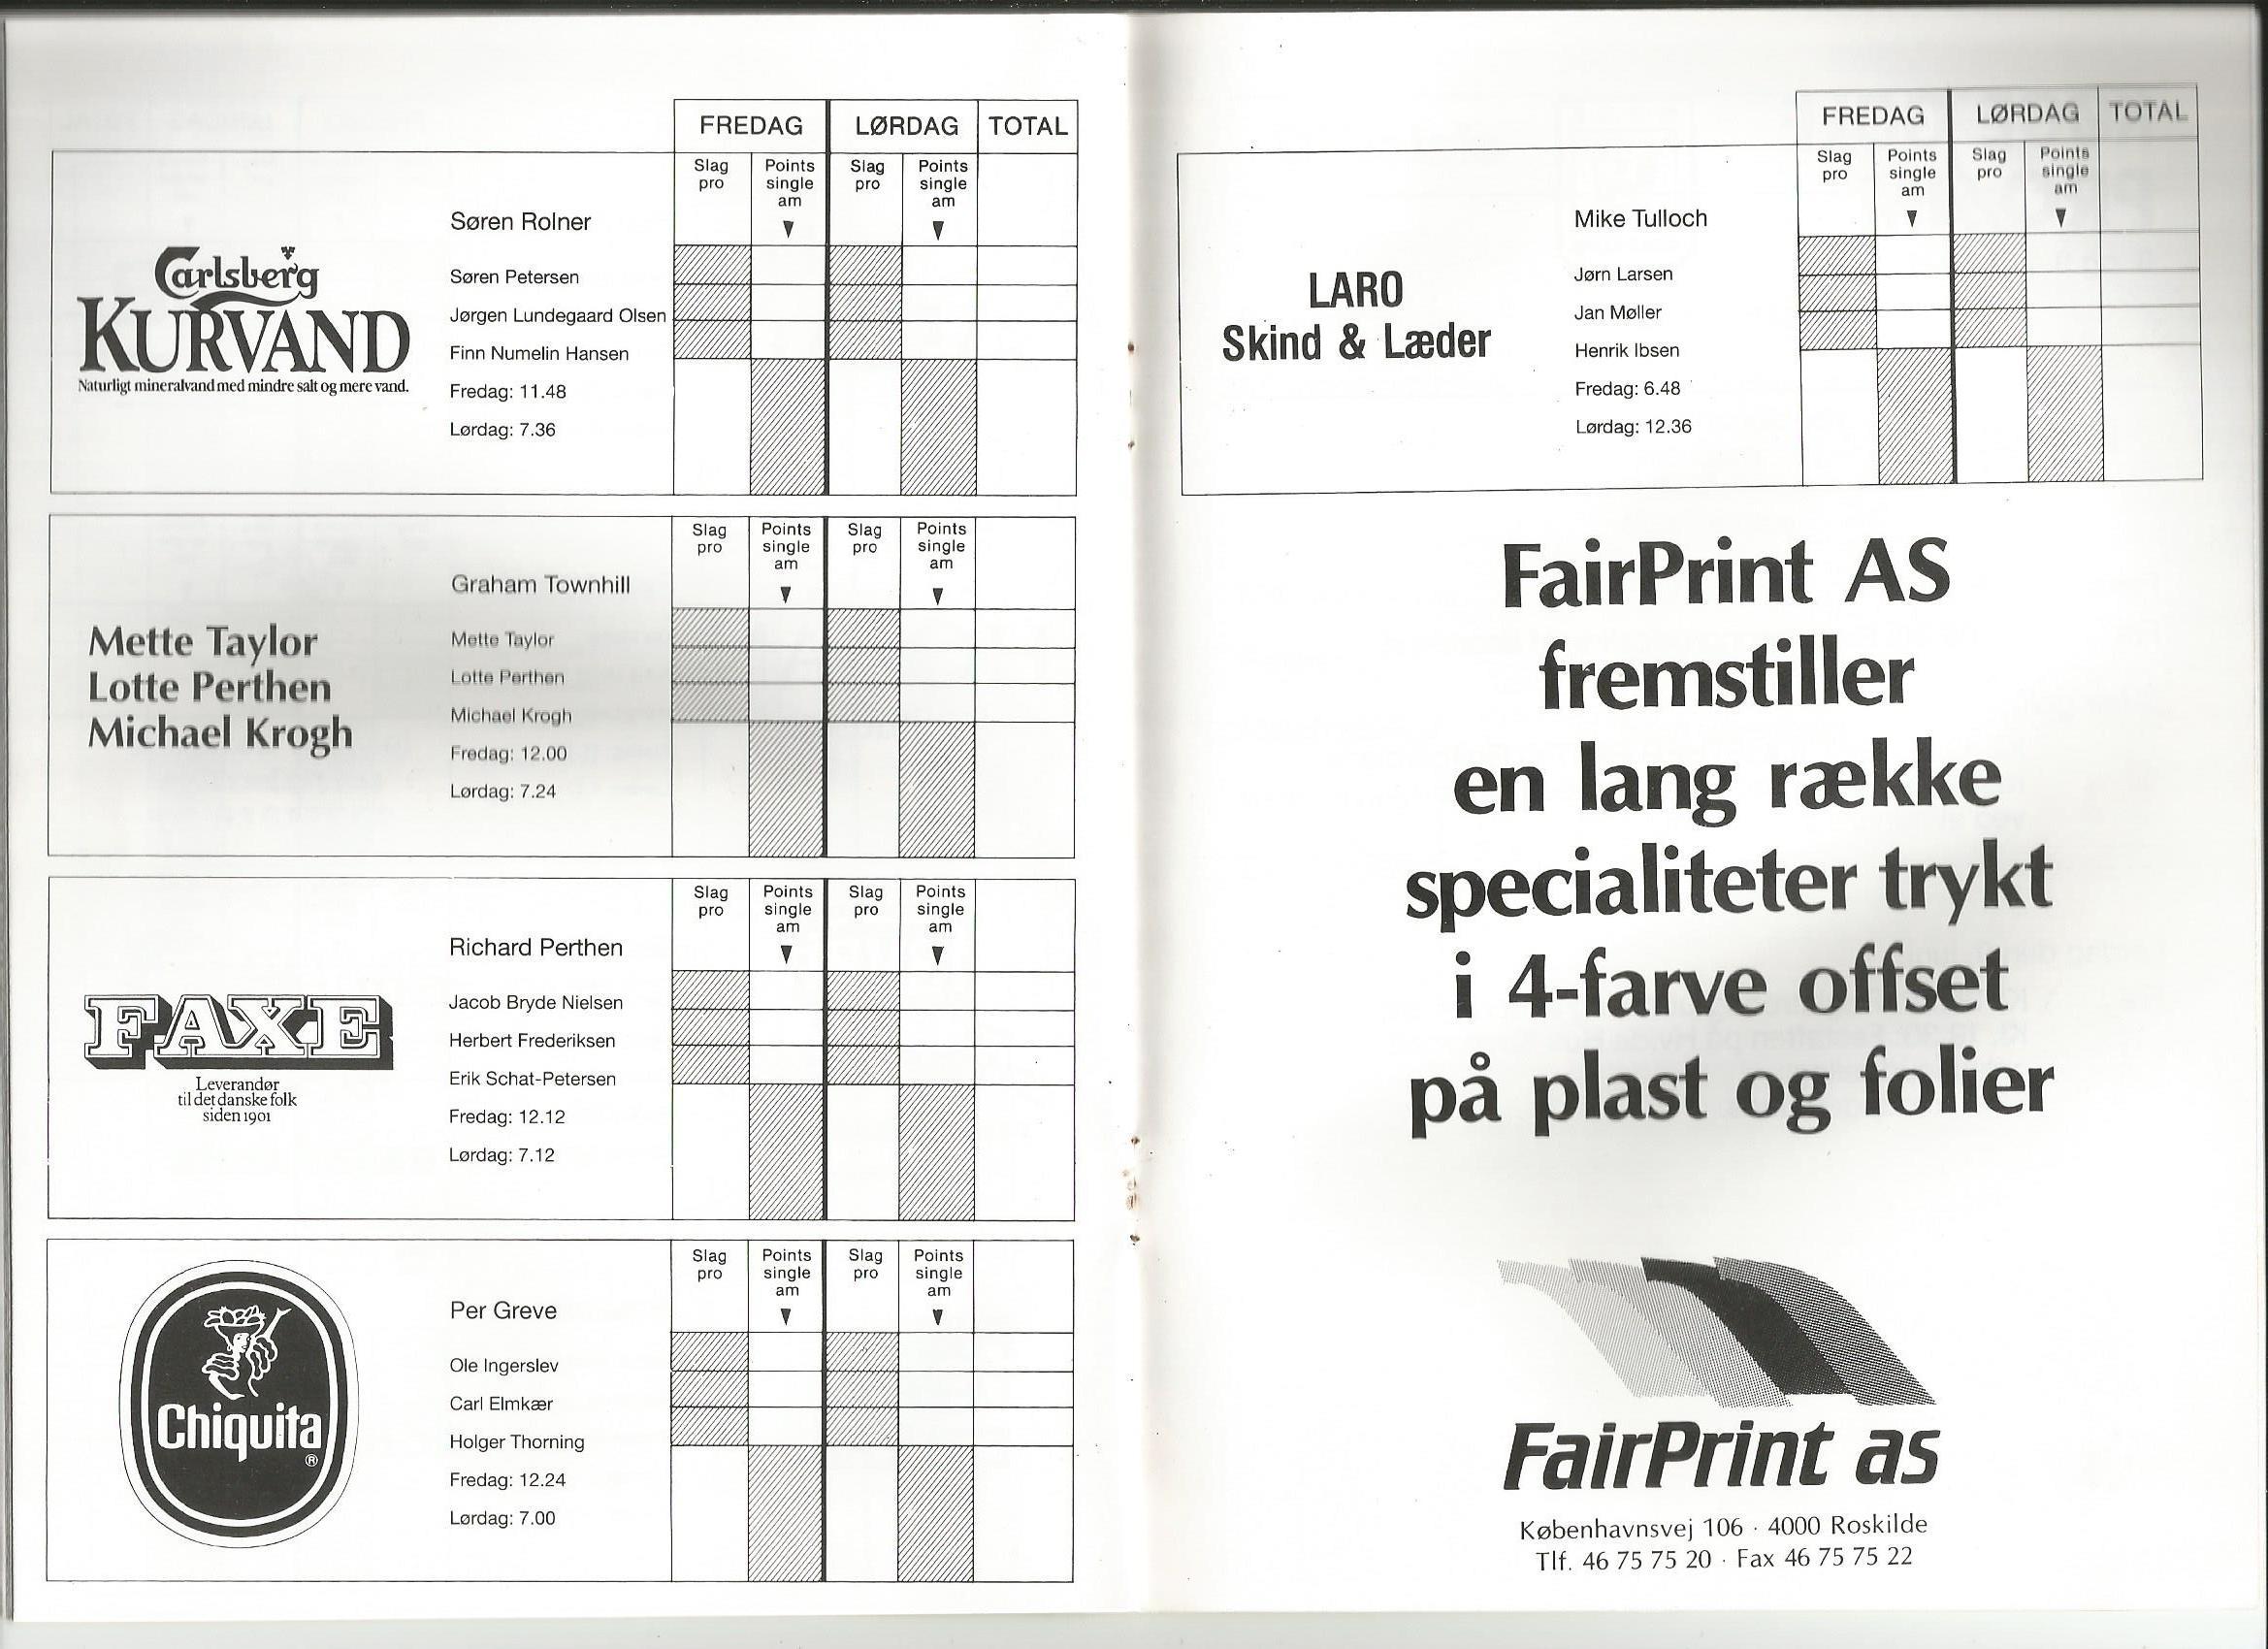 FREDAG LØRDAG TOTAL
Slag Points Slag Points
pro single pro single
am am
Søren Rolner
Carlsberg
KURVAND
Naturligt mineralvand med mindre salt og mere vand.
Søren Petersen
Jørgen Lundegaard Olsen
Finn Numelin Hansen
Fredag: 11.48
Lørdag: 7.36
Slag Points Slag Points
pro single pro single
am am
Graham Townhill
Mette Taylor
Lotte Perthen
Michael Krogh
Mette Taylor
Lotte Perthen
Michael Krogh
Fredag: 12.00
Lørdag: 7.24
Slag Points Slag Points
pro single pro single
am am
Richard Perthen
FAXE
Leverandør
til det danske folk
siden 1901
Jacob Bryde Nielsen
Herbert Frederiksen
Erik Schat-Petersen
Fredag: 12.12
Lørdag: 7.12
Slag Points Slag Points
pro single pro single
am am
Per Greve
Chiquita
®
Ole Ingerslev
Carl Elmkær
Holger Thorning
Fredag: 12.24
Lørdag: 7.00
FREDAG LØRDAG TOTAL
Slag Points Slag Points
pro single pro single
am am
Mike Tulloch
LARO
Skind & Læder
Jørn Larsen
Jan Møller
Henrik Ibsen
Fredag: 6.48
Lørdag: 12.36
FairPrint AS
fremstiller
en lang række
specialiteter trykt
i 4-farve offset
på plast og folier
FairPrint as
Københavnsvej 106 · 4000 Roskilde
Tlf. 46 75 75 20 · Fax 46 75 75 22